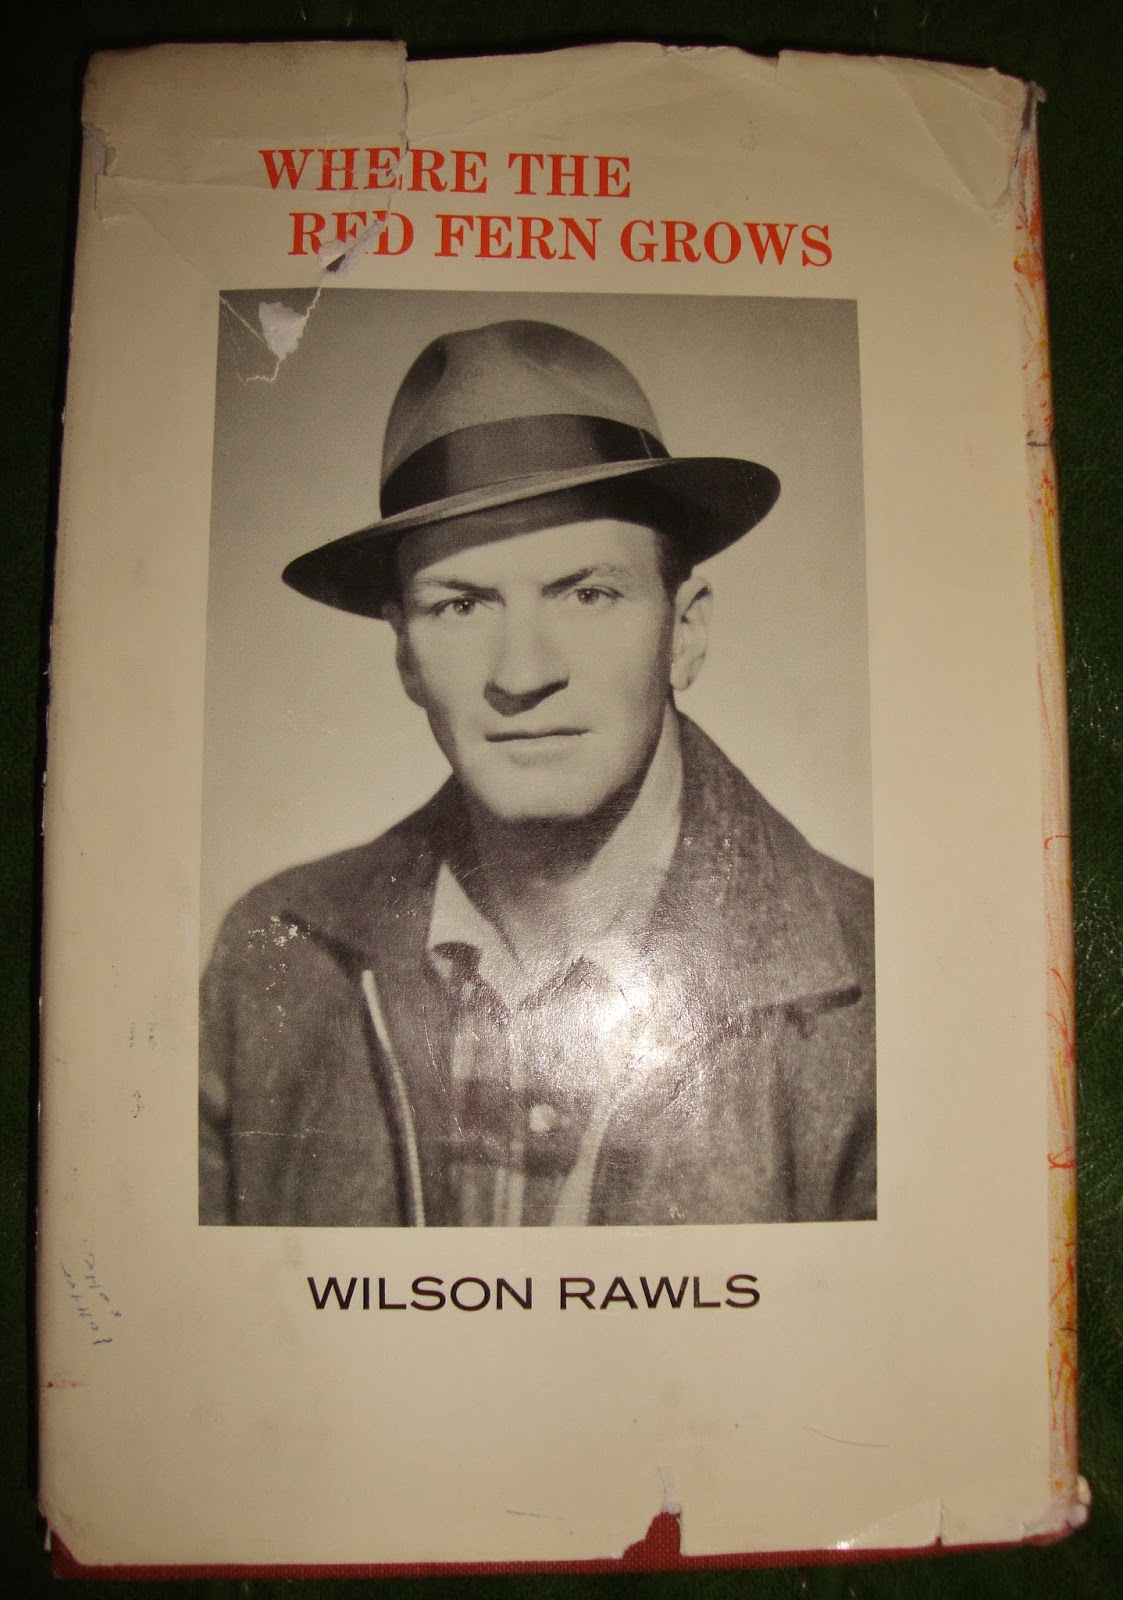 WHERE THE
RED FERN GROWS
WILSON RAWLS